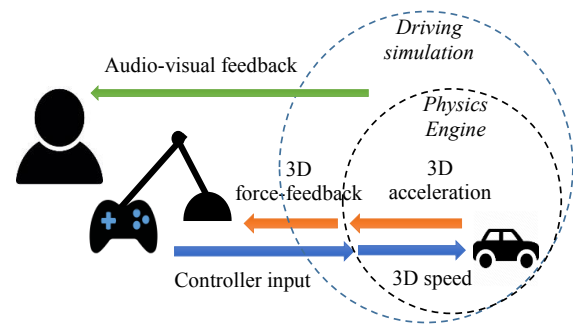 Driving
simulation
Audio-visual feedback
Physics
Engine
3D
force-feedback
3D
acceleration
Controller input
3D speed